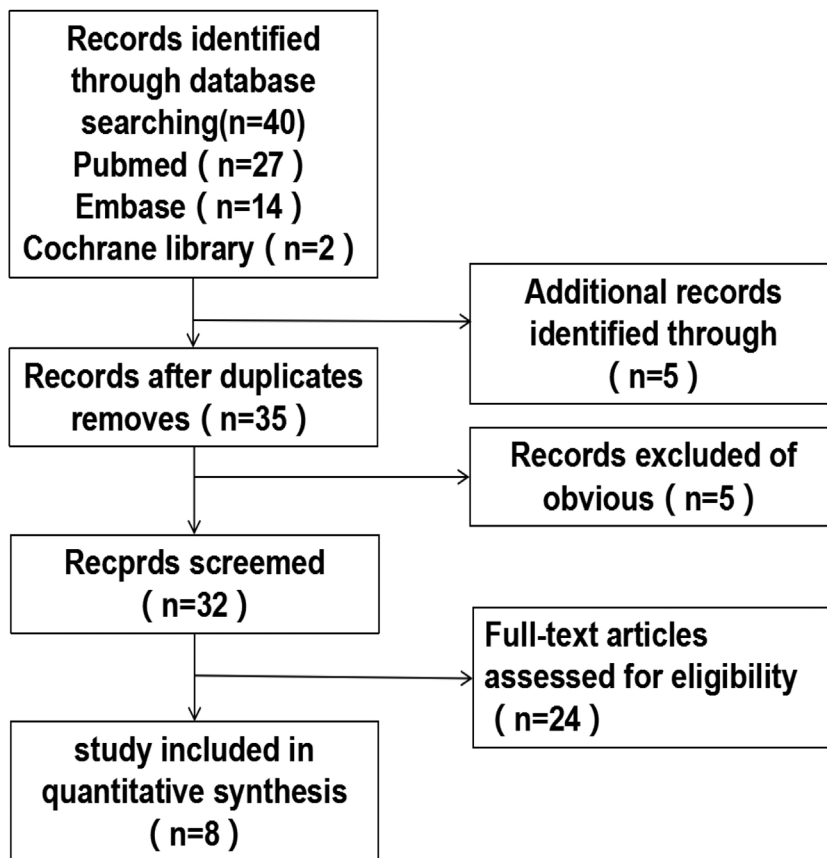 Records identified
through database
searching(n=40)
Pubmed ( n=27 )
Embase ( n=14 )
Cochrane library ( n=2 )
Additional records
identified through
( n=5 )
Records after duplicates
removes ( n=35 )
Records excluded of
obvious ( n=5 )
Recprds screemed
( n=32 )
Full-text articles
assessed for eligibility
( n=24 )
study included in
quantitative synthesis
( n=8 )